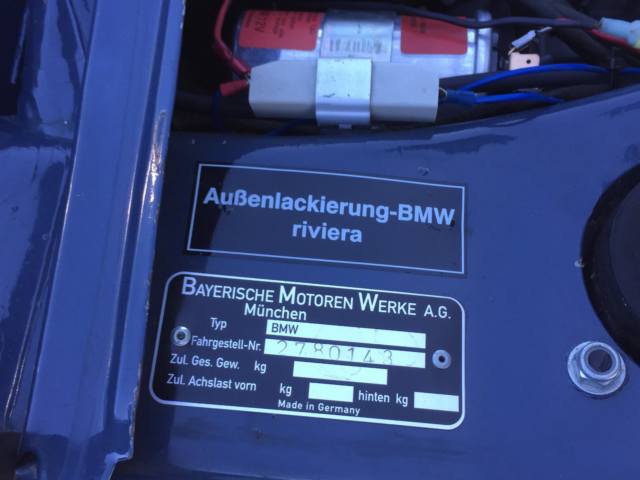 Außenlackierung-BMW
riviera
BAYERISCHE MOTOREN WERKE A.G.
München
Typ BMW
Fahrgestell-Nr. 2780143
Zul. Ges. Gew. kg
Zul. Achslast vorn kg hinten kg
Made in Germany